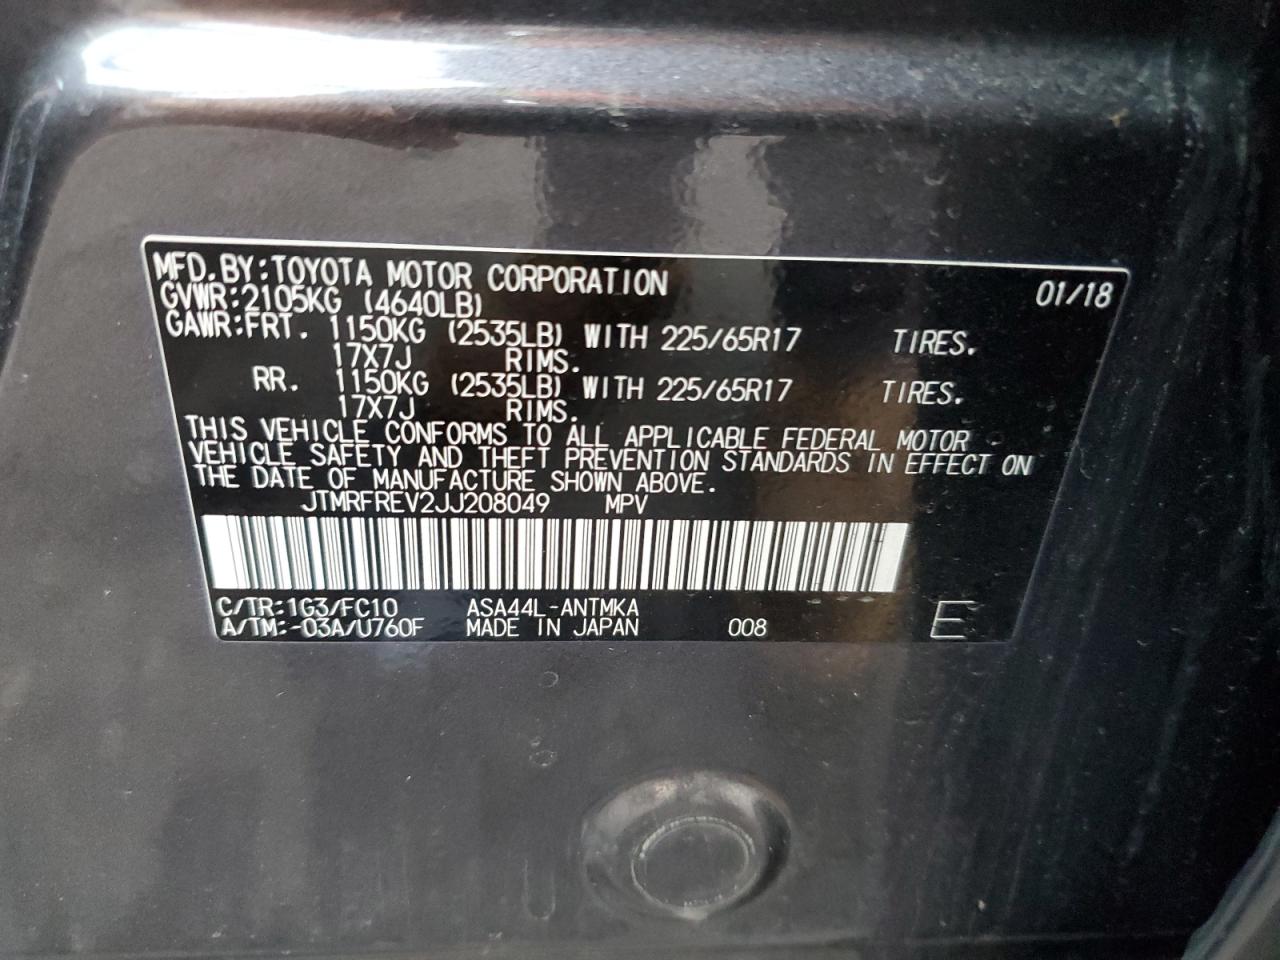 MFD.BY:TOYOTA MOTOR CORPORATION 01/18
GVWR:2105KG (4640LB)
GAWR:FRT. 1150KG (2535LB) WITH 225/65R17 TIRES.
17X7J RIMS.
RR. 1150KG (2535LB) WITH 225/65R17 TIRES.
17X7J RIMS.
THIS VEHICLE CONFORMS TO ALL APPLICABLE FEDERAL MOTOR
VEHICLE SAFETY AND THEFT PREVENTION STANDARDS IN EFFECT ON
THE DATE OF MANUFACTURE SHOWN ABOVE.
JTMRFREV2JJ208049 MPV
C/TR:1G3/FC10 ASA44L-ANTMKA
A/TM:-03A/U760F MADE IN JAPAN 008 E